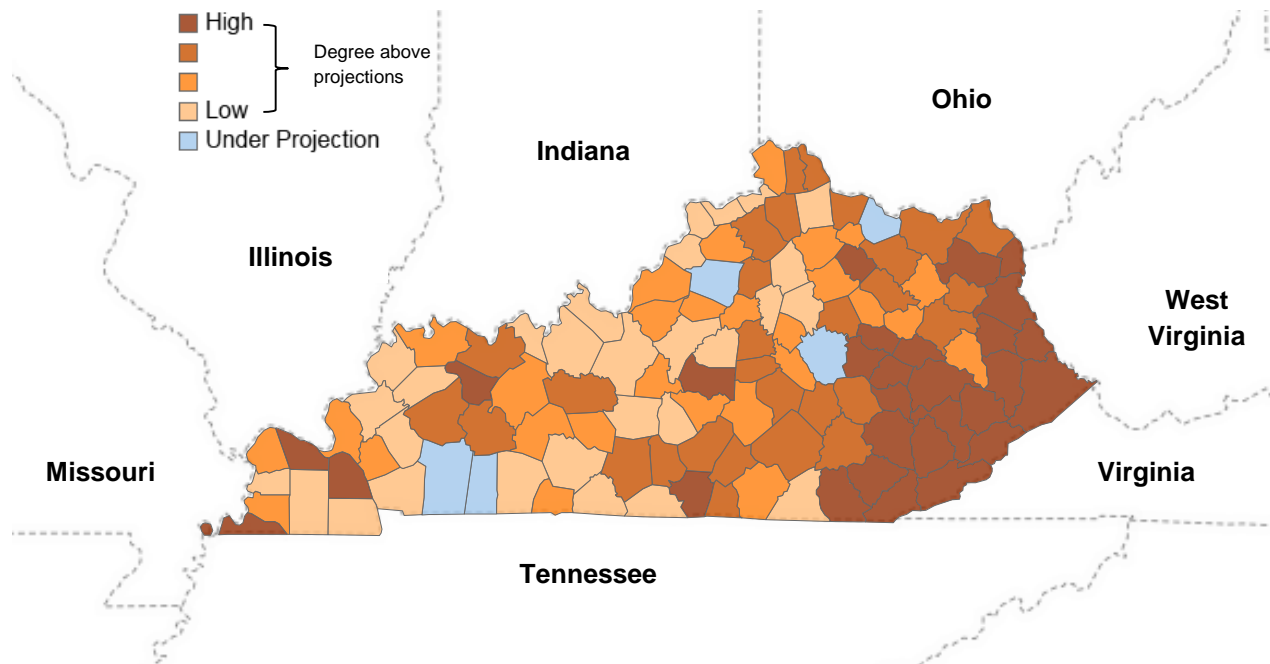 High
Degree above
projections
Low
Under Projection
Ohio
Indiana
Illinois
West
Virginia
Missouri
Virginia
Tennessee